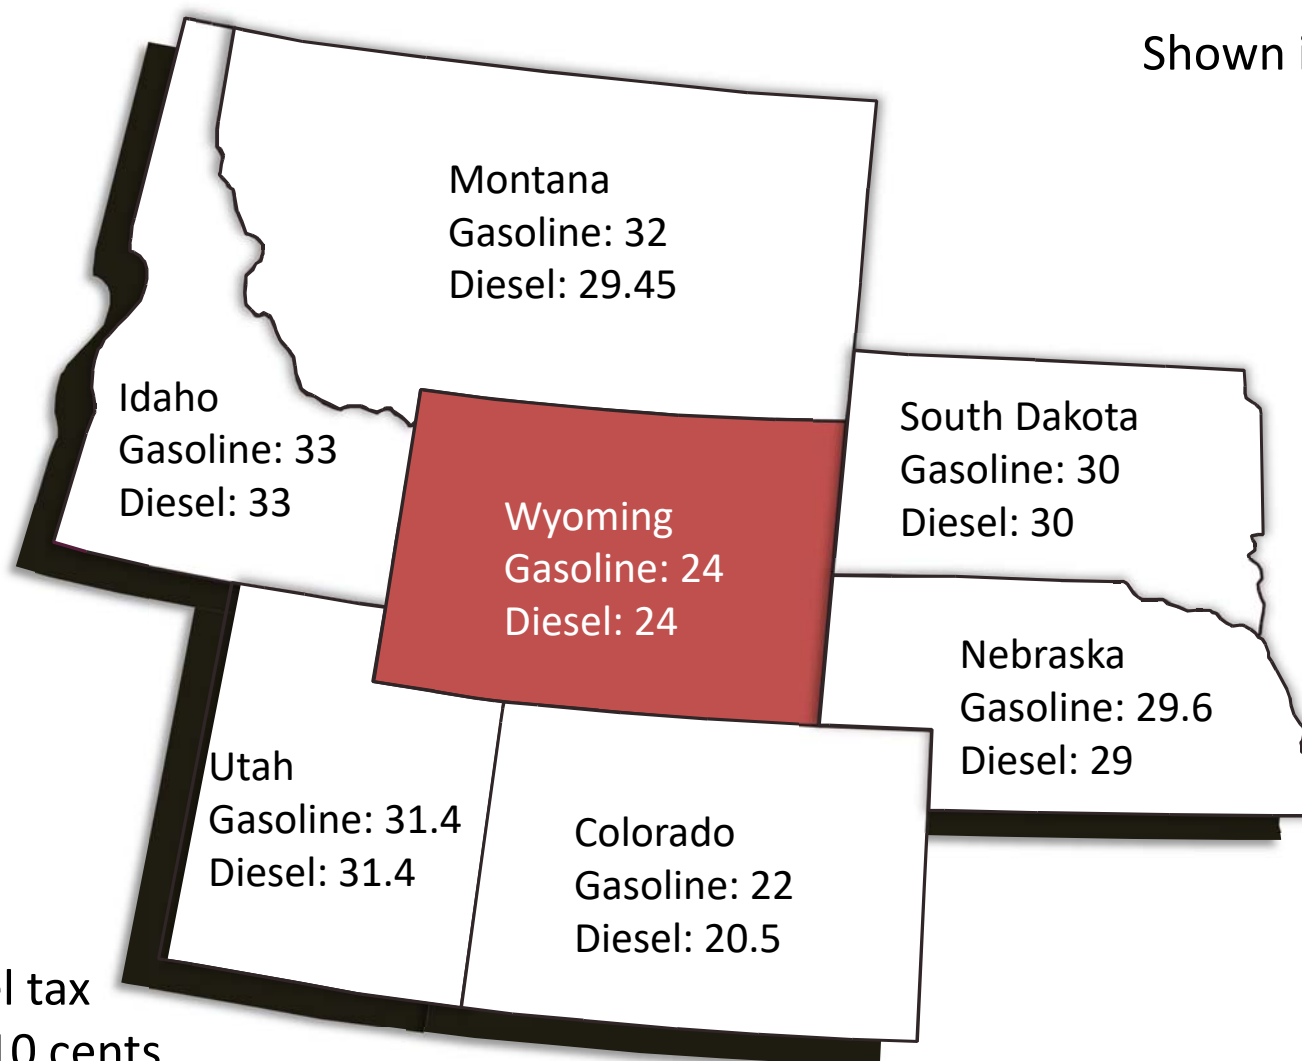 Shown
Montana
Gasoline: 32
Diesel: 29.45
Idaho
Gasoline: 33
Diesel: 33
South Dakota
Gasoline: 30
Diesel: 30
Wyoming
Gasoline: 24
Diesel: 24
Nebraska
Gasoline: 29.6
Diesel: 29
Utah
Gasoline: 31.4
Diesel: 31.4
Colorado
Gasoline: 22
Diesel: 20.5
tax
10 cents